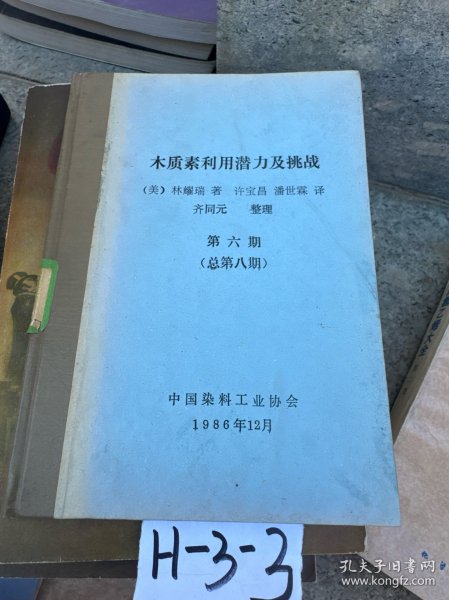 木质素利用潜力及挑战
(美) 林耀瑞 著 许宝昌 潘世霖 译
齐同元 整理
第六期
(总第八期)
中国染料工业协会
1986年12月
H-3-3
孔夫子旧书网
www.kongfz.com